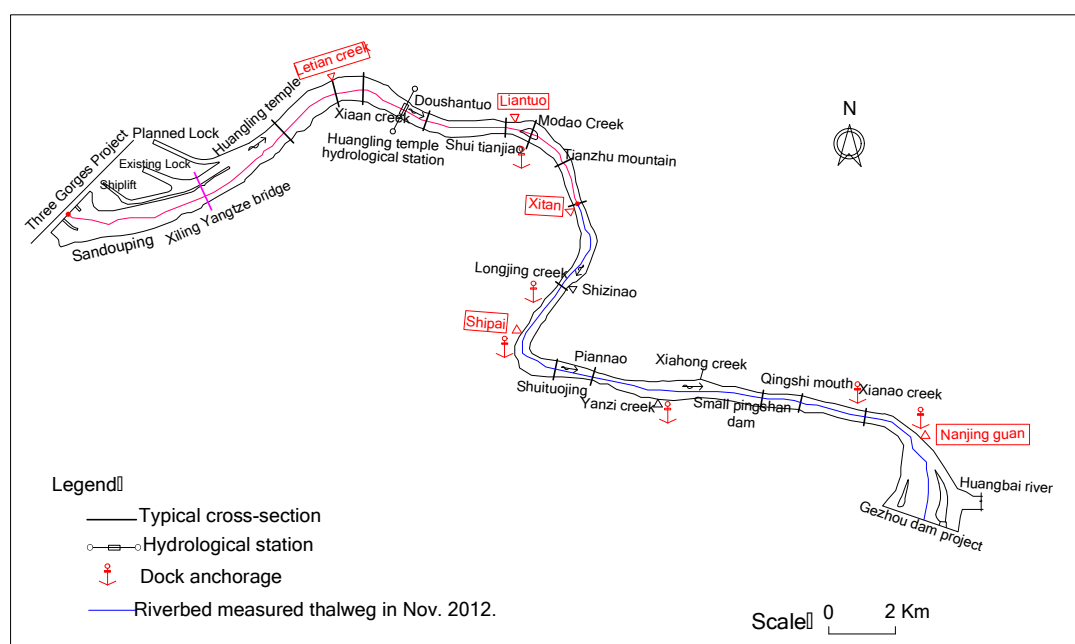 Letian creek
Huangling temple
Doushantuo
Liantuo
Modao Creek
N
Xiaan creek
Planned Lock
Huangling temple
hydrological station
Shui tianjiao
Tianzhu mountain
Existing Lock
Shiplift
Three Gorges Project
Xitan
Sandouping
Xiling Yangtze bridge
Longjing creek
Shizinao
Shipai
Piannao
Xiahong creek
Qingshi mouth
Xianao creek
Shuituojing
Yanzi creek
Small pingshan
dam
Nanjing guan
Huangbai river
Gezhou dam project
Legend
Typical cross-section
Hydrological station
Dock anchorage
Riverbed measured thalweg in Nov. 2012.
Scale 0 2 Km